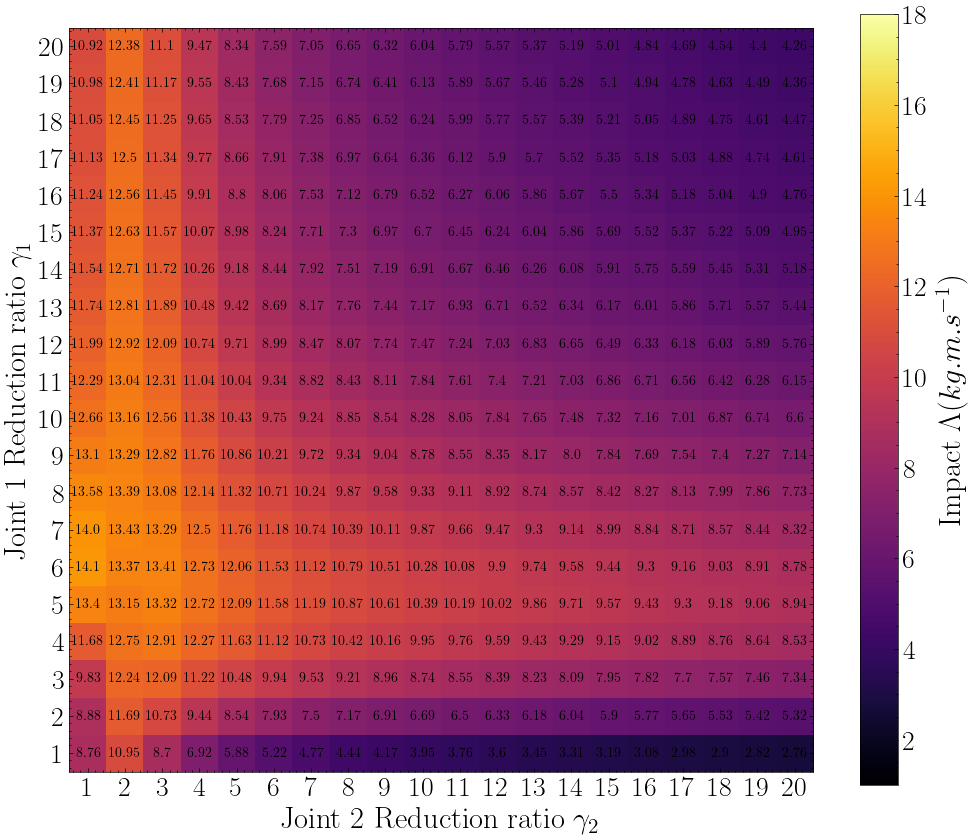 20 10.92 12.38 11.1 9.47 8.34 7.59 7.05 6.65 6.32 6.04 5.79 5.57 5.37 5.19 5.01 4.84 4.69 4.54 4.4 4.26
19 10.98 12.41 11.17 9.55 8.43 7.68 7.15 6.74 6.41 6.13 5.89 5.67 5.46 5.28 5.1 4.94 4.78 4.63 4.49 4.36
18 11.05 12.45 11.25 9.65 8.53 7.79 7.25 6.85 6.52 6.24 5.99 5.77 5.57 5.39 5.21 5.05 4.89 4.75 4.61 4.47
17 11.13 12.5 11.34 9.77 8.66 7.91 7.38 6.97 6.64 6.36 6.12 5.9 5.7 5.52 5.35 5.18 5.03 4.88 4.74 4.61
16 11.24 12.56 11.45 9.91 8.8 8.06 7.53 7.12 6.79 6.52 6.27 6.06 5.86 5.67 5.5 5.34 5.18 5.04 4.9 4.76
15 11.37 12.63 11.57 10.07 8.98 8.24 7.71 7.3 6.97 6.7 6.45 6.24 6.04 5.86 5.69 5.52 5.37 5.22 5.09 4.95
14 11.54 12.71 11.72 10.26 9.18 8.44 7.92 7.51 7.19 6.91 6.67 6.46 6.26 6.08 5.91 5.75 5.59 5.45 5.31 5.18
13 11.74 12.81 11.89 10.48 9.42 8.69 8.17 7.76 7.44 7.17 6.93 6.71 6.52 6.34 6.17 6.01 5.86 5.71 5.57 5.44
12 11.99 12.92 12.09 10.74 9.71 8.99 8.47 8.07 7.74 7.47 7.24 7.03 6.83 6.65 6.49 6.33 6.18 6.03 5.89 5.76
11 12.29 13.04 12.31 11.04 10.04 9.34 8.82 8.43 8.11 7.84 7.61 7.4 7.21 7.03 6.86 6.71 6.56 6.42 6.28 6.15
10 12.66 13.16 12.56 11.38 10.43 9.75 9.24 8.85 8.54 8.28 8.05 7.84 7.65 7.48 7.32 7.16 7.01 6.87 6.74 6.6
9 13.1 13.29 12.82 11.76 10.86 10.21 9.72 9.34 9.04 8.78 8.55 8.35 8.17 8.0 7.84 7.69 7.54 7.4 7.27 7.14
8 13.58 13.39 13.08 12.14 11.32 10.71 10.24 9.87 9.58 9.33 9.11 8.92 8.74 8.57 8.42 8.27 8.13 7.99 7.86 7.73
7 14.0 13.43 13.29 12.5 11.76 11.18 10.74 10.39 10.11 9.87 9.66 9.47 9.3 9.14 8.99 8.84 8.71 8.57 8.44 8.32
6 14.1 13.37 13.41 12.73 12.06 11.53 11.12 10.79 10.51 10.28 10.08 9.9 9.74 9.58 9.44 9.3 9.16 9.03 8.91 8.78
5 13.4 13.15 13.32 12.72 12.09 11.58 11.19 10.87 10.61 10.39 10.19 10.02 9.86 9.71 9.57 9.43 9.3 9.18 9.06 8.94
4 11.68 12.75 12.91 12.27 11.63 11.12 10.73 10.42 10.16 9.95 9.76 9.59 9.43 9.29 9.15 9.02 8.89 8.76 8.64 8.53
3 9.83 12.24 12.09 11.22 10.48 9.94 9.53 9.21 8.96 8.74 8.55 8.39 8.23 8.09 7.95 7.82 7.7 7.57 7.46 7.34
2 8.88 11.69 10.73 9.44 8.54 7.93 7.5 7.17 6.91 6.69 6.5 6.33 6.18 6.04 5.9 5.77 5.65 5.53 5.42 5.32
1 8.76 10.95 8.7 6.92 5.88 5.22 4.77 4.44 4.17 3.95 3.76 3.6 3.45 3.31 3.19 3.08 2.98 2.9 2.82 2.76
1 2 3 4 5 6 7 8 9 10 11 12 13 14 15 16 17 18 19 20
Joint 2 Reduction ratio γ₂
Joint 1 Reduction ratio γ₁
18
16
14
12
10
8
6
4
2
Impact Λ(kg.m.s⁻¹)